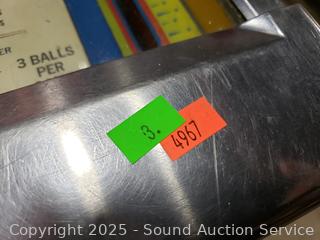 ER
3 BALLS
PER
3.
4967
Copyright 2025 - Sound Auction Service